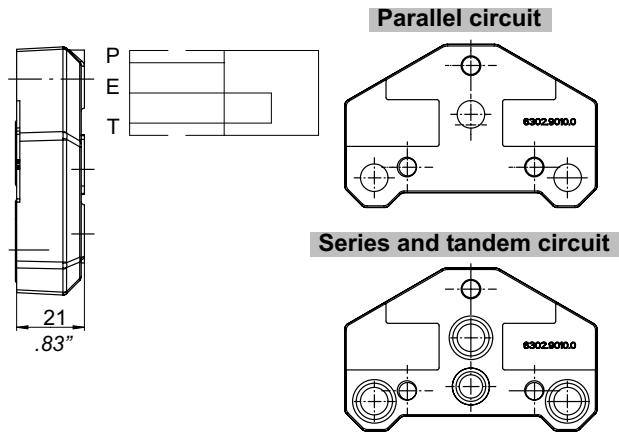 Parallel circuit
P
E
T
6302.9010.0
Series and tandem circuit
6302.9010.0
21
.83”